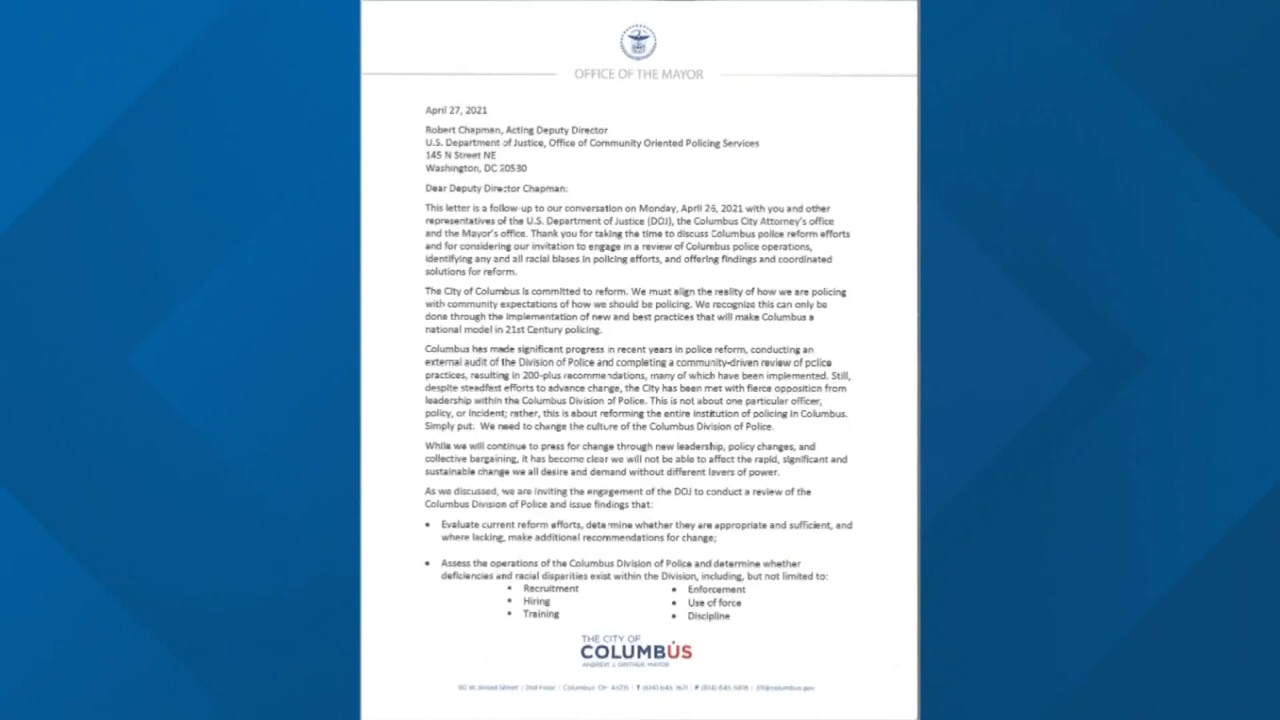 OFFICE OF THE MAYOR
April 27, 2021
Robert Chapman, Acting Deputy Director
U.S. Department of Justice, Office of Community Oriented Policing Services
145 N Street NE
Washington, DC 20530
Dear Deputy Director Chapman:
This letter is a follow-up to our conversation on Monday, April 26, 2021 with you and other
representatives of the U.S. Department of Justice (DOJ), the Columbus City Attorney's office
and the Mayor's office. Thank you for taking the time to discuss Columbus police reform efforts
and for considering our invitation to engage in a review of Columbus police operations,
identifying any and all racial biases in policing efforts, and offering findings and coordinated
solutions for reform.
The City of Columbus is committed to reform. We must align the reality of how we are policing
with community expectations of how we should be policing. We recognize this can only be
done through the implementation of new and best practices that will make Columbus a
national model in 21st Century policing.
Columbus has made significant progress in recent years in police reform, conducting an
external audit of the Division of Police and completing a community-driven review of police
practices, resulting in 200-plus recommendations, many of which have been implemented. Still,
despite steadfast efforts to advance change, the City has been met with fierce opposition from
leadership within the Columbus Division of Police. This is not about one particular officer,
policy, or incident; rather, this is about reforming the entire institution of policing in Columbus.
Simply put: We need to change the culture of the Columbus Division of Police.
While we will continue to press for change through new leadership, policy changes, and
collective bargaining, it has become clear we will not be able to affect the rapid, significant and
sustainable change we all desire and demand without different levers of power.
As we discussed, we are inviting the engagement of the DOJ to conduct a review of the
Columbus Division of Police and issue findings that:
• Evaluate current reform efforts, determine whether they are appropriate and sufficient, and
where lacking, make additional recommendations for change;
• Assess the operations of the Columbus Division of Police and determine whether
deficiencies and racial disparities exist within the Division, including, but not limited to:
▪ Recruitment
▪ Hiring
▪ Training
▪ Enforcement
▪ Use of force
▪ Discipline
THE CITY OF
COLUMBUS
ANDREW J. GINTHER, MAYOR
90 W. Broad Street | 2nd Floor | Columbus OH 43215 | T (614) 645.7671 | F (614) 645.5818 | 311@columbus.gov